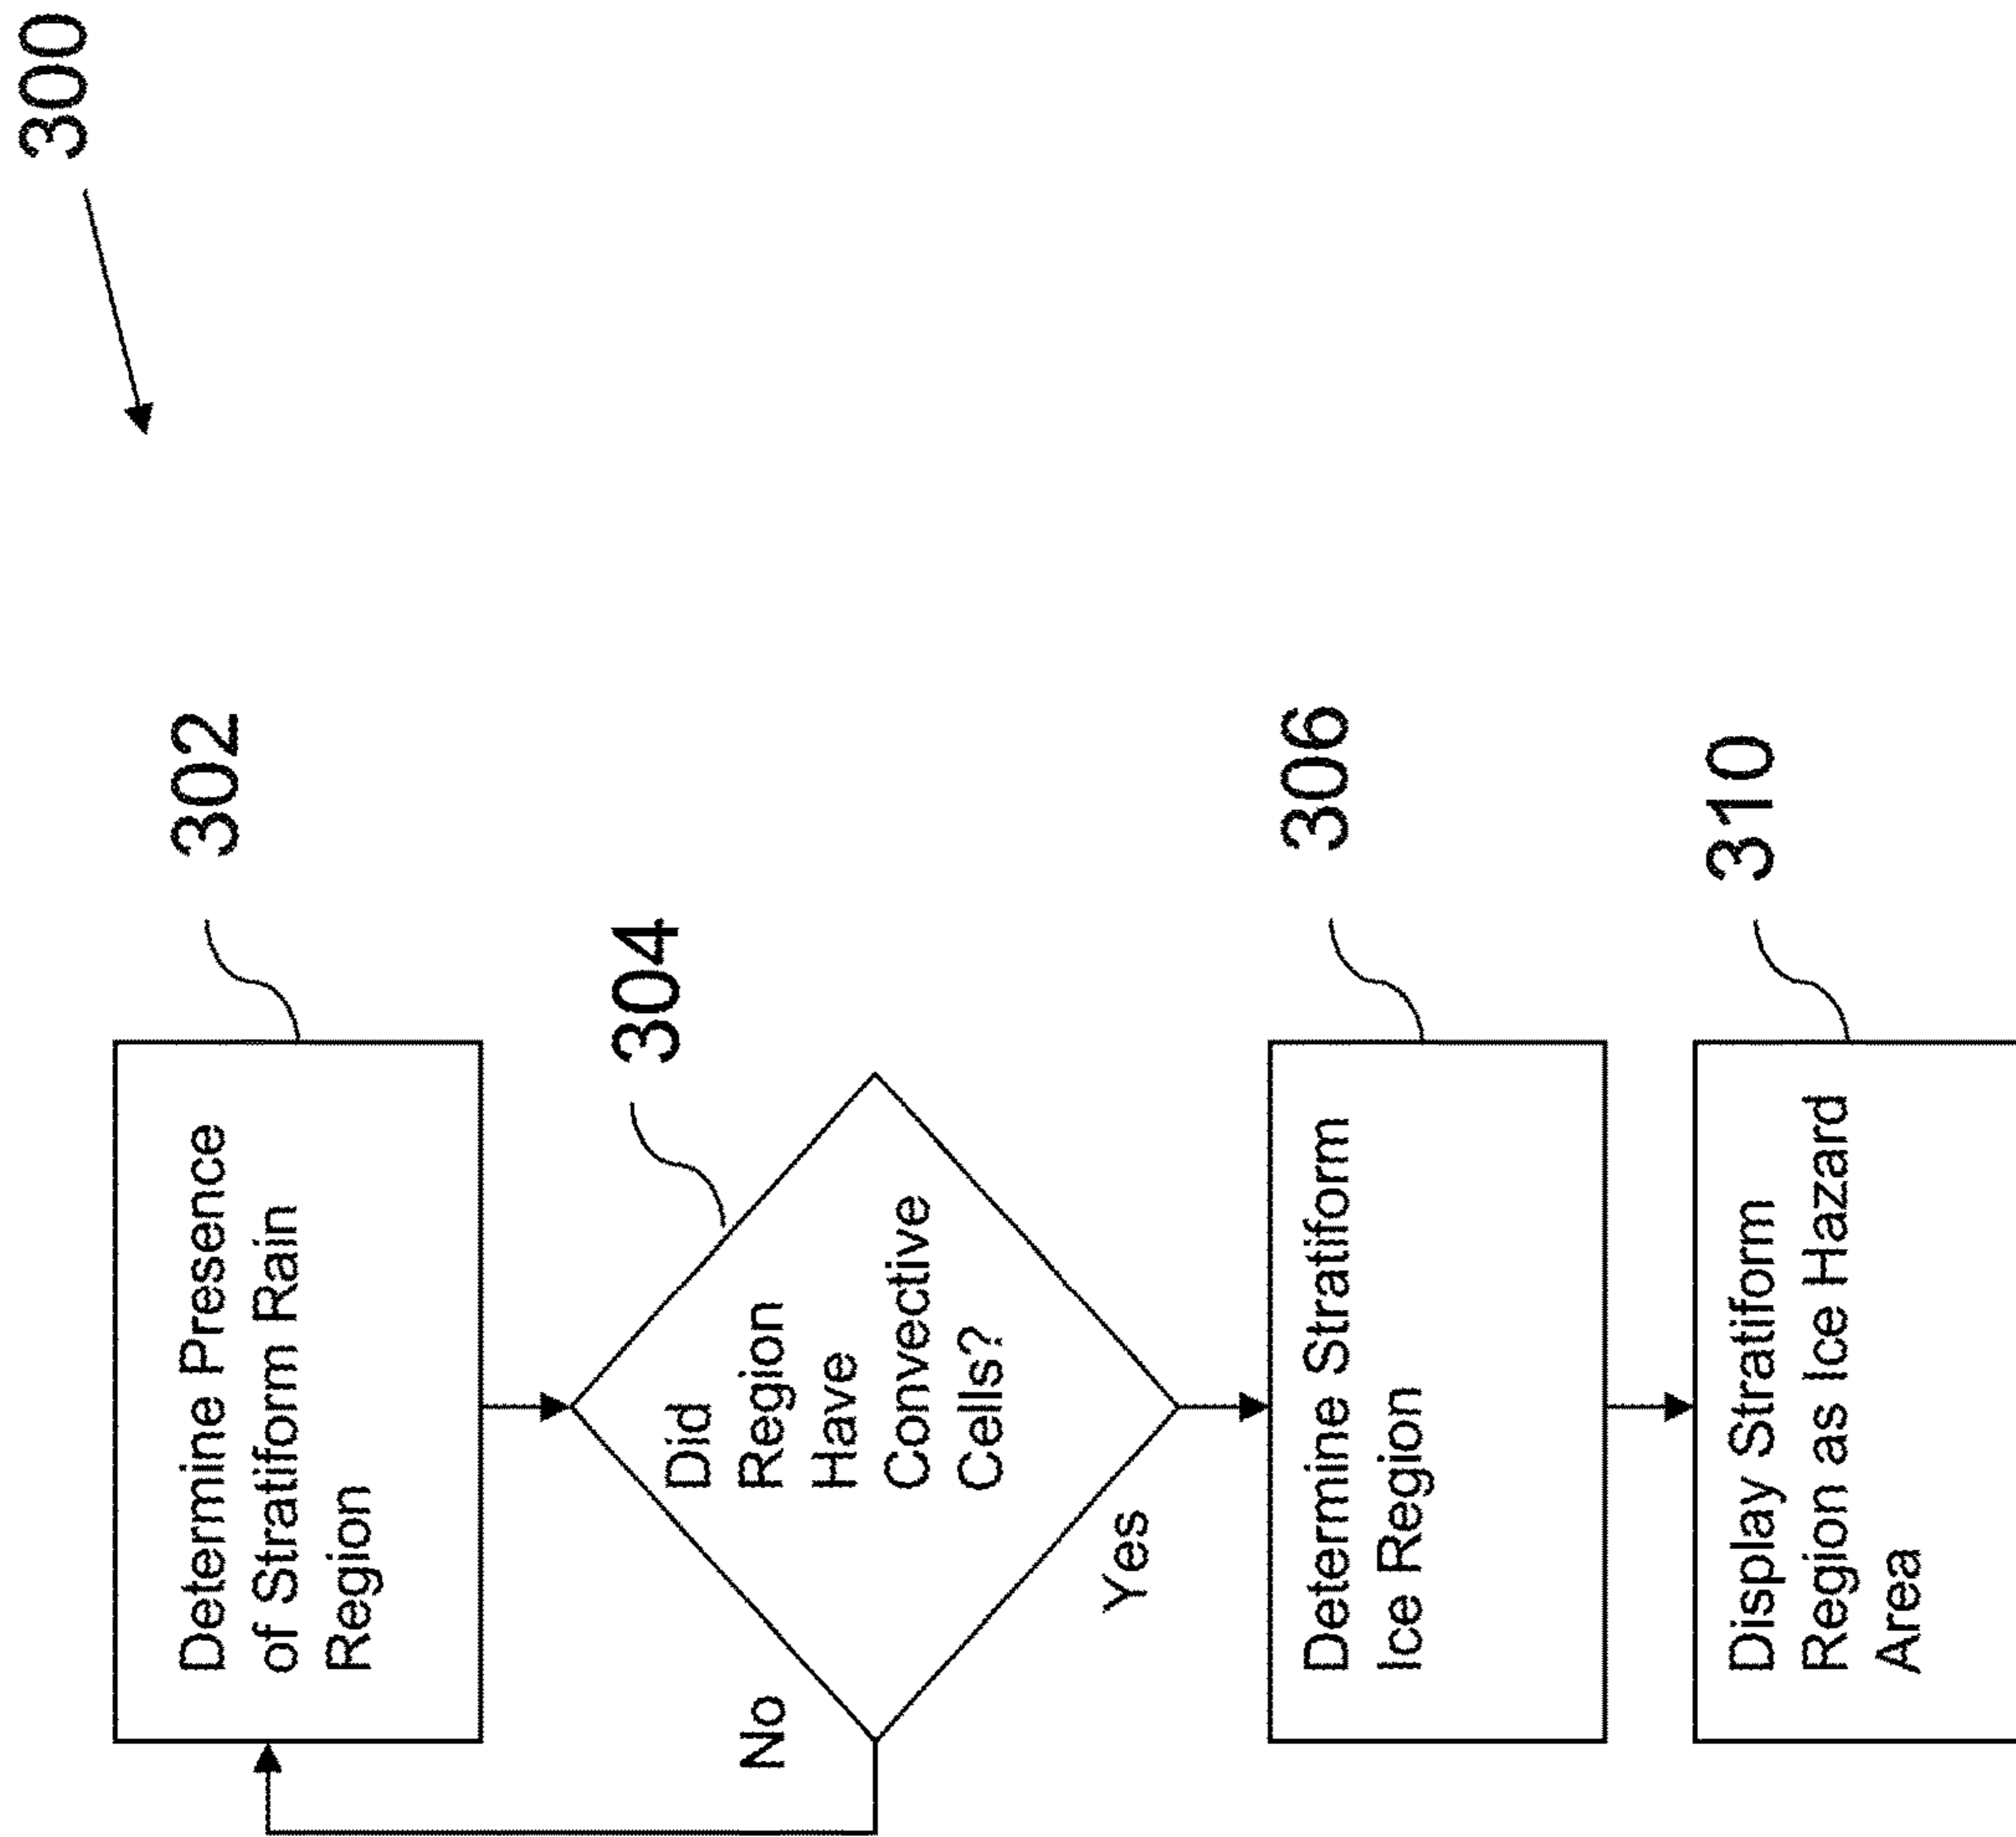 300
302
Determine Presence
of Stratiform Rain
Region
304
Did
Region
Have
Convective
Cells?
No
Yes
306
Determine Stratiform
Ice Region
310
Display Stratiform
Region as Ice Hazard
Area